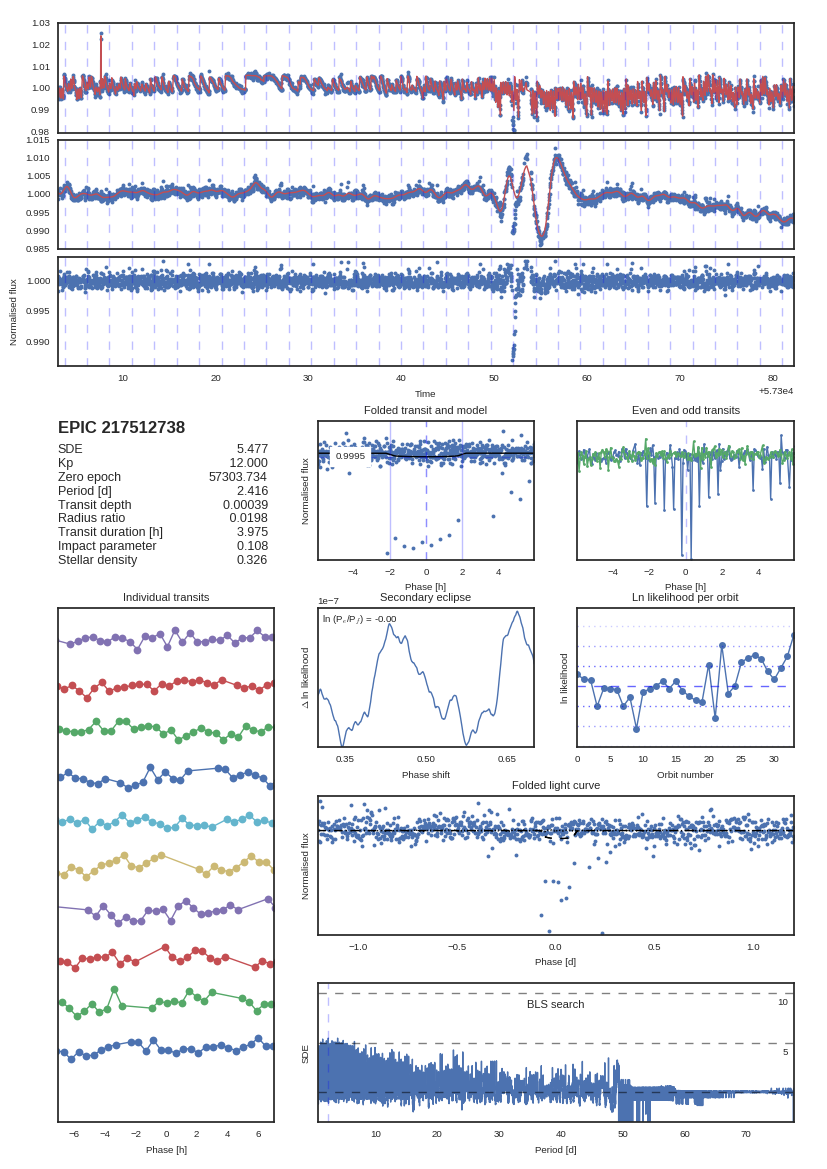 1.03
1.02
1.01
1.00
0.99
0.98
1.015
1.010
1.005
1.000
0.995
0.990
0.985
Normalised flux
1.000
0.995
0.990
10 20 30 40 50 60 70 80
Time
+5.73e4
EPIC 217512738
SDE 5.477
Kp 12.000
Zero epoch 57303.734
Period [d] 2.416
Transit depth 0.00039
Radius ratio 0.0198
Transit duration [h] 3.975
Impact parameter 0.108
Stellar density 0.326
Folded transit and model
Normalised flux
0.9995
−4 −2 0 2 4
Phase [h]
Even and odd transits
−4 −2 0 2 4
Phase [h]
Individual transits
−6 −4 −2 0 2 4 6
Phase [h]
Secondary eclipse
1e−7
ln (Pₑ/P𝑓) = -0.00
Δ ln likelihood
0.35 0.50 0.65
Phase shift
Ln likelihood per orbit
ln likelihood
0 5 10 15 20 25 30
Orbit number
Folded light curve
Normalised flux
−1.0 −0.5 0.0 0.5 1.0
Phase [d]
BLS search
10
5
SDE
10 20 30 40 50 60 70
Period [d]